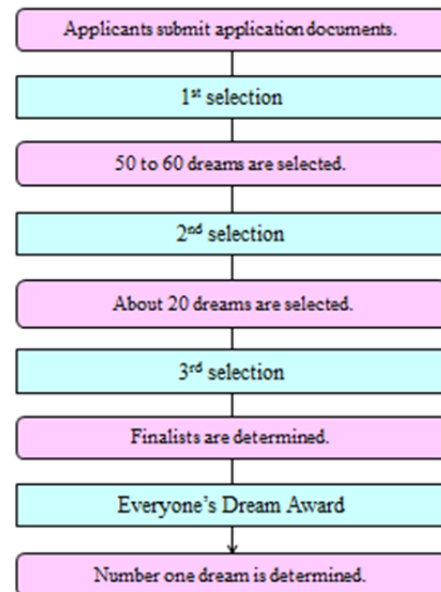 Applicants submit application documents.
1st selection
50 to 60 dreams are selected.
2nd selection
About 20 dreams are selected.
3rd selection
Finalists are determined.
Everyone's Dream Award
Number one dream is determined.